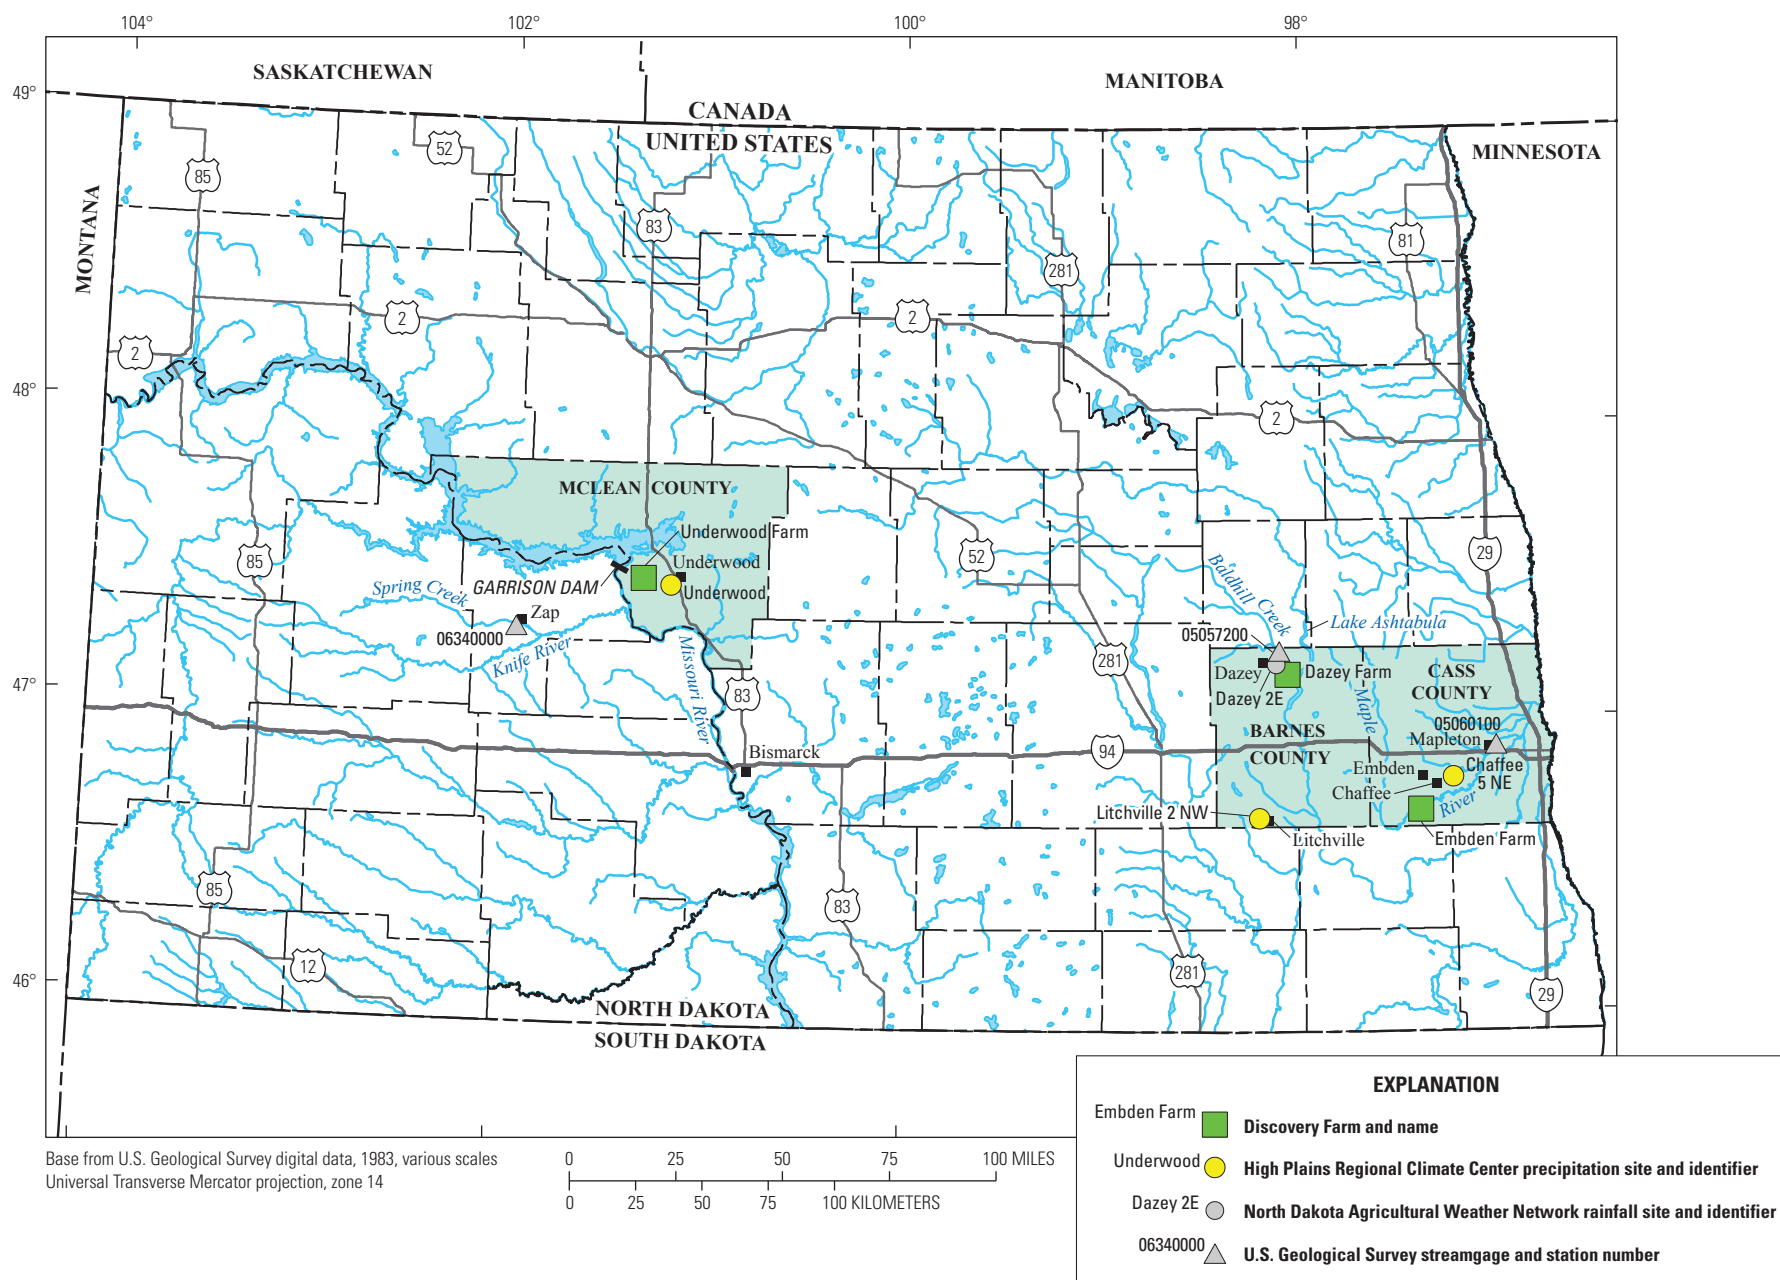 104°
102°
100°
98°
SASKATCHEWAN
MANITOBA
49°
CANADA
UNITED STATES
MINNESOTA
52
85
MONTANA
83
81
281
2
2
2
48°
2
MCLEAN COUNTY
Underwood Farm
52
29
85
Underwood
Baldhill
Creek
Spring Creek
GARRISON DAM
Underwood
Zap
Lake Ashtabula
05057200
06340000
Knife River
Missouri River
281
Dazey
Dazey Farm
CASS
COUNTY
47°
83
Dazey 2E
Maple
05060100
BARNES
COUNTY
Mapleton
Bismarck
94
Embden
Chaffee
5 NE
Chaffee
River
Litchville 2 NW
Litchville
Embden Farm
85
83
12
281
46°
29
NORTH DAKOTA
SOUTH DAKOTA
Base from U.S. Geological Survey digital data, 1983, various scales
Universal Transverse Mercator projection, zone 14
0 25 50 75 100 MILES
0 25 50 75 100 KILOMETERS
EXPLANATION
Embden Farm Discovery Farm and name
Underwood High Plains Regional Climate Center precipitation site and identifier
Dazey 2E North Dakota Agricultural Weather Network rainfall site and identifier
06340000 U.S. Geological Survey streamgage and station number